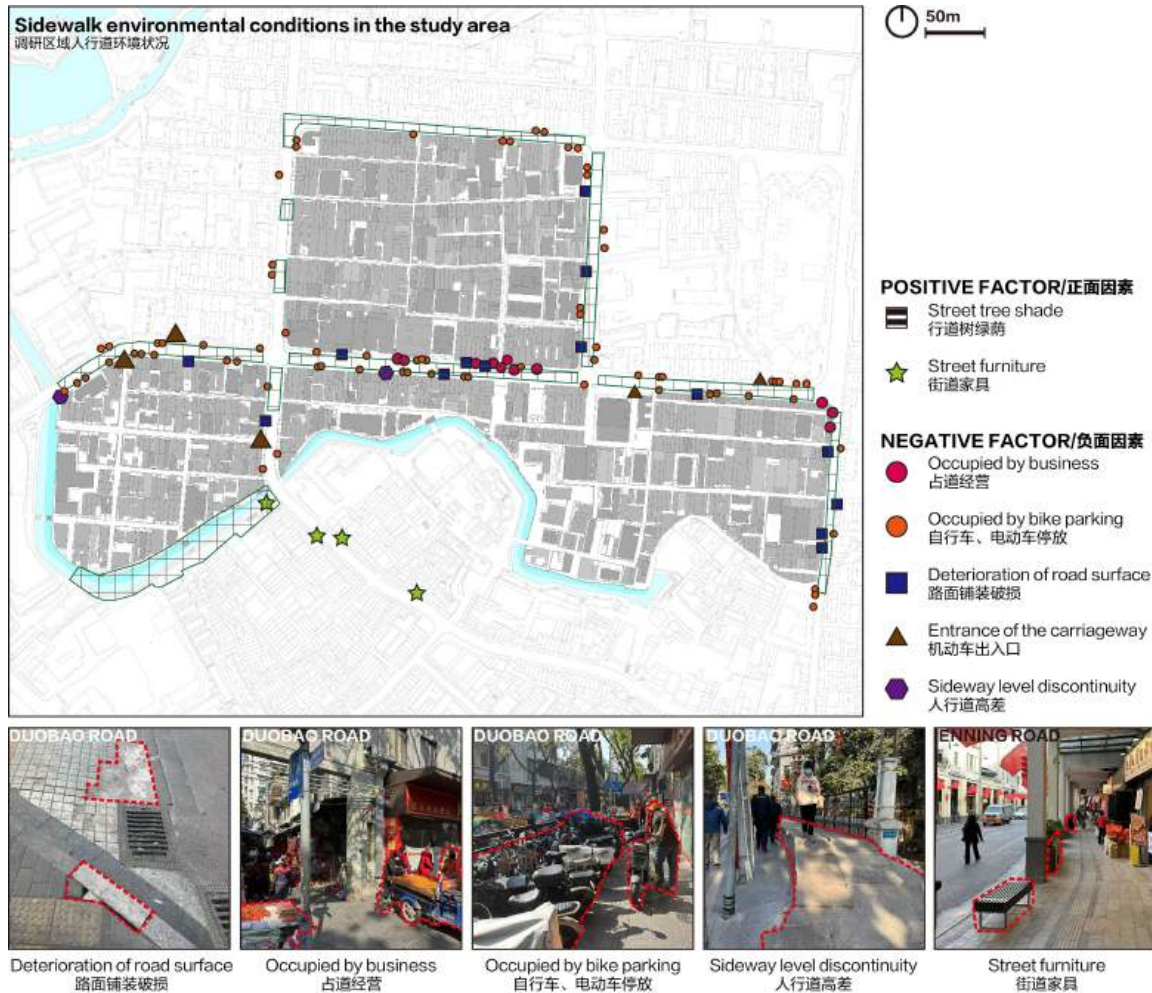 Sidewalk environmental conditions in the study area
调研区域人行道环境状况
50m
POSITIVE FACTOR/正面因素
Street tree shade
行道树绿荫
Street furniture
街道家具
NEGATIVE FACTOR/负面因素
Occupied by business
占道经营
Occupied by bike parking
自行车、电动车停放
Deterioration of road surface
路面铺装破损
Entrance of the carriageway
机动车出入口
Sideway level discontinuity
人行道高差
DUOBAO ROAD
DUOBAO ROAD
DUOBAO ROAD
DUOBAO ROAD
ENNING ROAD
Deterioration of road surface
路面铺装破损
Occupied by business
占道经营
Occupied by bike parking
自行车、电动车停放
Sideway level discontinuity
人行道高差
Street furniture
街道家具